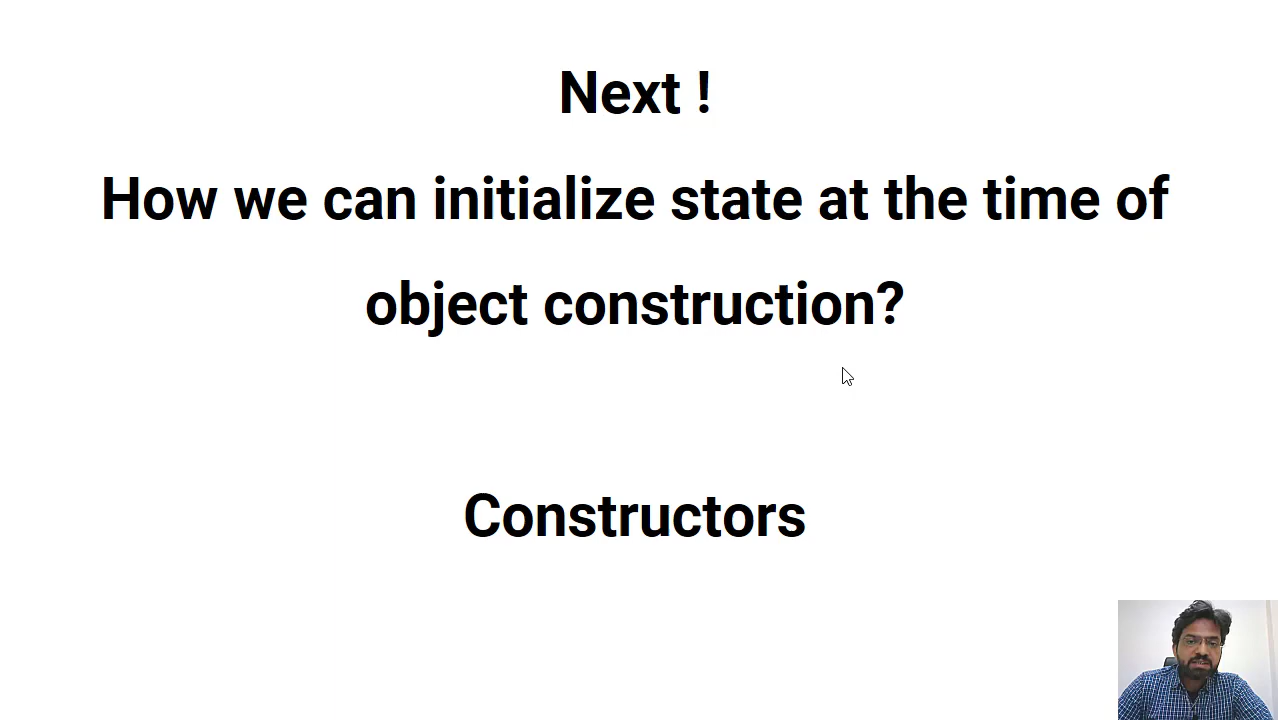 Next !
How we can initialize state at the time of
object construction?
Constructors